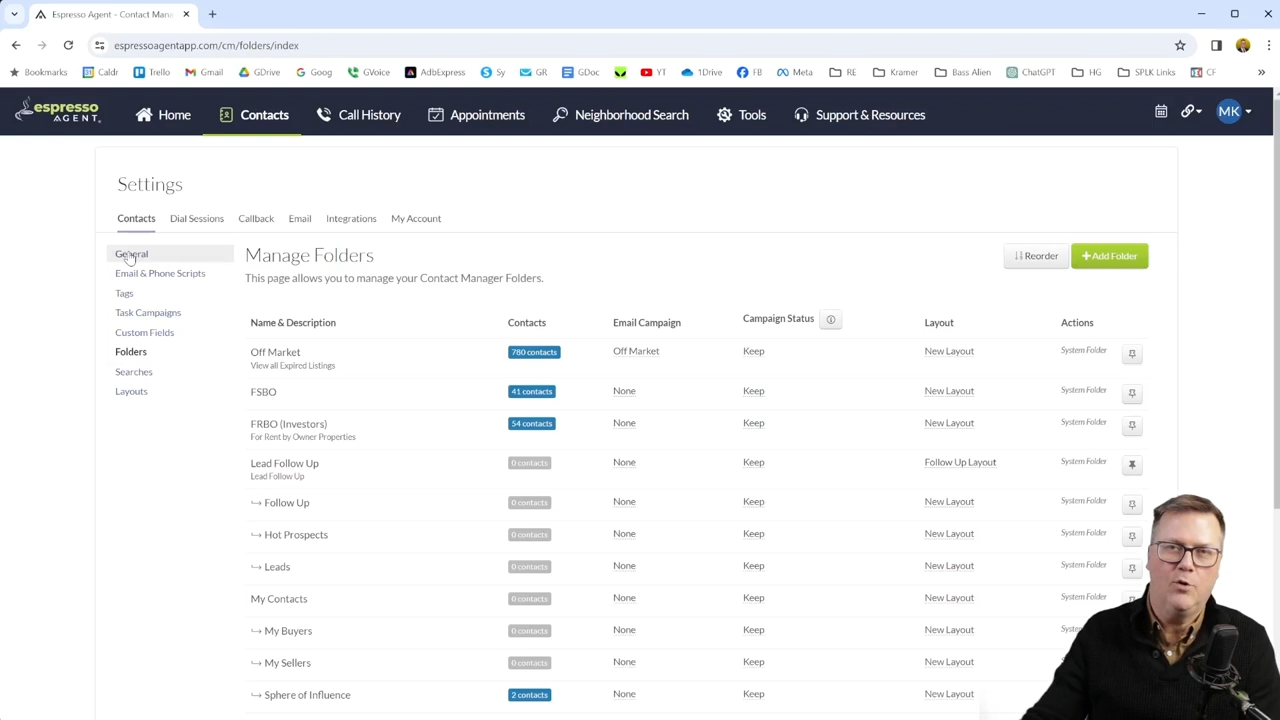 Espresso Agent - Contact Mana
espressoagentapp.com/cm/folders/index
Bookmarks Caldr Trello Gmail GDrive Goog GVoice AdbExpress Sy GR GDoc YT 1Drive FB Meta RE Kramer Bass Alien ChatGPT HG SPLK Links CF
espresso AGENT Home Contacts Call History Appointments Neighborhood Search Tools Support & Resources MK
Settings
Contacts Dial Sessions Callback Email Integrations My Account
General
Email & Phone Scripts
Tags
Task Campaigns
Custom Fields
Folders
Searches
Layouts
Manage Folders Reorder Add Folder
This page allows you to manage your Contact Manager Folders.
Name & Description Contacts Email Campaign Campaign Status Layout Actions
Off Market 780 contacts Off Market Keep New Layout System Folder
View all Expired Listings
FSBO 41 contacts None Keep New Layout System Folder
FRBO (Investors) 54 contacts None Keep New Layout System Folder
For Rent by Owner Properties
Lead Follow Up 0 contacts None Keep Follow Up Layout System Folder
Lead Follow Up
Follow Up 0 contacts None Keep New Layout System Folder
Hot Prospects 0 contacts None Keep New Layout System Folder
Leads 0 contacts None Keep New Layout System Folder
My Contacts 0 contacts None Keep New Layout System Folder
My Buyers 0 contacts None Keep New Layout
My Sellers 0 contacts None Keep New Layout
Sphere of Influence 2 contacts None Keep New Layout